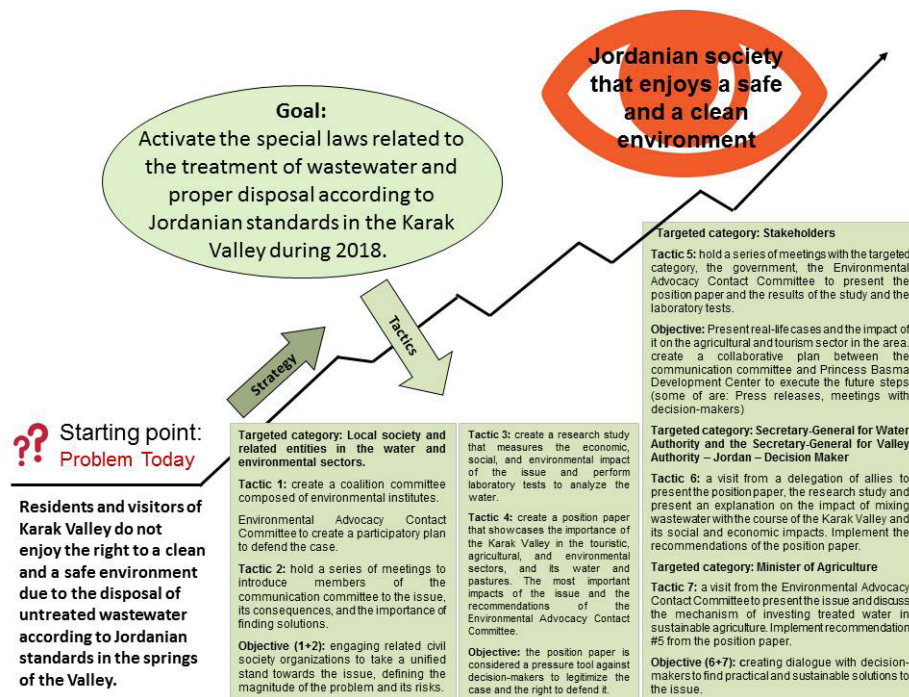 Jordanian society
that enjoys a safe
and a clean
environment
Goal:
Activate the special laws related to
the treatment of wastewater and
proper disposal according to
Jordanian standards in the Karak
Valley during 2018.
Strategy
Tactics
?? Starting point:
Problem Today
Residents and visitors of
Karak Valley do not
enjoy the right to a clean
and a safe environment
due to the disposal of
untreated wastewater
according to Jordanian
standards in the springs
of the Valley.
Targeted category: Local society and
related entities in the water and
environmental sectors.
Tactic 1: create a coalition committee
composed of environmental institutes.
Environmental Advocacy Contact
Committee to create a participatory plan
to defend the case.
Tactic 2: hold a series of meetings to
introduce members of the
communication committee to the issue,
its consequences, and the importance of
finding solutions.
Objective (1+2): engaging related civil
society organizations to take a unified
stand towards the issue, defining the
magnitude of the problem and its risks.
Tactic 3: create a research study
that measures the economic,
social, and environmental impact
of the issue and perform
laboratory tests to analyze the
water.
Tactic 4: create a position paper
that showcases the importance of
the Karak Valley in the touristic,
agricultural, and environmental
sectors, and its water and
pastures. The most important
impacts of the issue and the
recommendations of the
Environmental Advocacy Contact
Committee.
Objective: the position paper is
considered a pressure tool against
decision-makers to legitimize the
case and the right to defend it.
Targeted category: Stakeholders
Tactic 5: hold a series of meetings with the targeted
category, the government, the Environmental
Advocacy Contact Committee to present the
position paper and the results of the study and the
laboratory tests.
Objective: Present real-life cases and the impact of
it on the agricultural and tourism sector in the area.
create a collaborative plan between the
communication committee and Princess Basma
Development Center to execute the future steps
(some of are: Press releases, meetings with
decision-makers)
Targeted category: Secretary-General for Water
Authority and the Secretary-General for Valley
Authority – Jordan – Decision Maker
Tactic 6: a visit from a delegation of allies to
present the position paper, the research study and
present an explanation on the impact of mixing
wastewater with the course of the Karak Valley and
its social and economic impacts. Implement the
recommendations of the position paper.
Targeted category: Minister of Agriculture
Tactic 7: a visit from the Environmental Advocacy
Contact Committee to present the issue and discuss
the mechanism of investing treated water in
sustainable agriculture. Implement recommendation
#5 from the position paper.
Objective (6+7): creating dialogue with decision-
makers to find practical and sustainable solutions to
the issue.